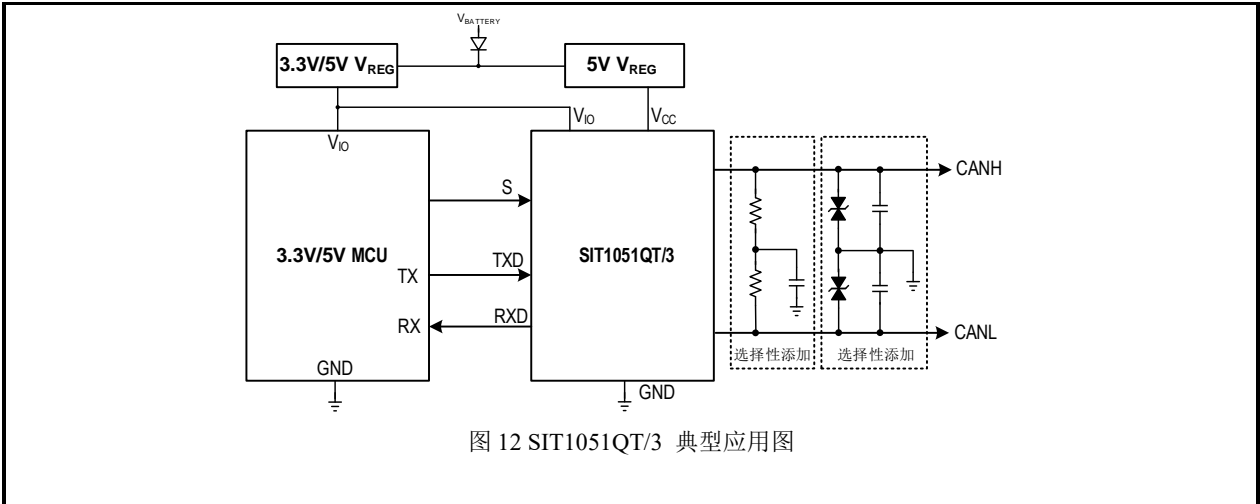 VBATTERY
3.3V/5V VREG
5V VREG
VIO
VCC
VIO
S
CANH
3.3V/5V MCU
SIT1051QT/3
TX
TXD
RX
RXD
CANL
选择性添加
选择性添加
GND
GND
图 12 SIT1051QT/3 典型应用图